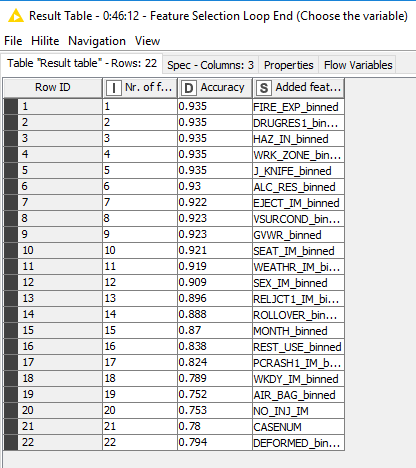 Result Table - 0:46:12 - Feature Selection Loop End (Choose the variable)
File Hilite Navigation View
Table "Result table" - Rows: 22 Spec - Columns: 3 Properties Flow Variables
Row ID I Nr. of f... D Accuracy S Added feat...
1 1 0.935 FIRE_EXP_binned
2 2 0.935 DRUGRES1_bin...
3 3 0.935 HAZ_IN_binned
4 4 0.935 WRK_ZONE_bin...
5 5 0.935 J_KNIFE_binned
6 6 0.93 ALC_RES_binned
7 7 0.922 EJECT_IM_binned
8 8 0.923 VSURCOND_bin...
9 9 0.923 GVWR_binned
10 10 0.921 SEAT_IM_binned
11 11 0.919 WEATHR_IM_bi...
12 12 0.909 SEX_IM_binned
13 13 0.896 RELJCT1_IM_bi...
14 14 0.888 ROLLOVER_bin...
15 15 0.87 MONTH_binned
16 16 0.838 REST_USE_binned
17 17 0.824 PCRASH1_IM_b...
18 18 0.789 WKDY_IM_binned
19 19 0.752 AIR_BAG_binned
20 20 0.753 NO_INJ_IM
21 21 0.78 CASENUM
22 22 0.794 DEFORMED_bin...